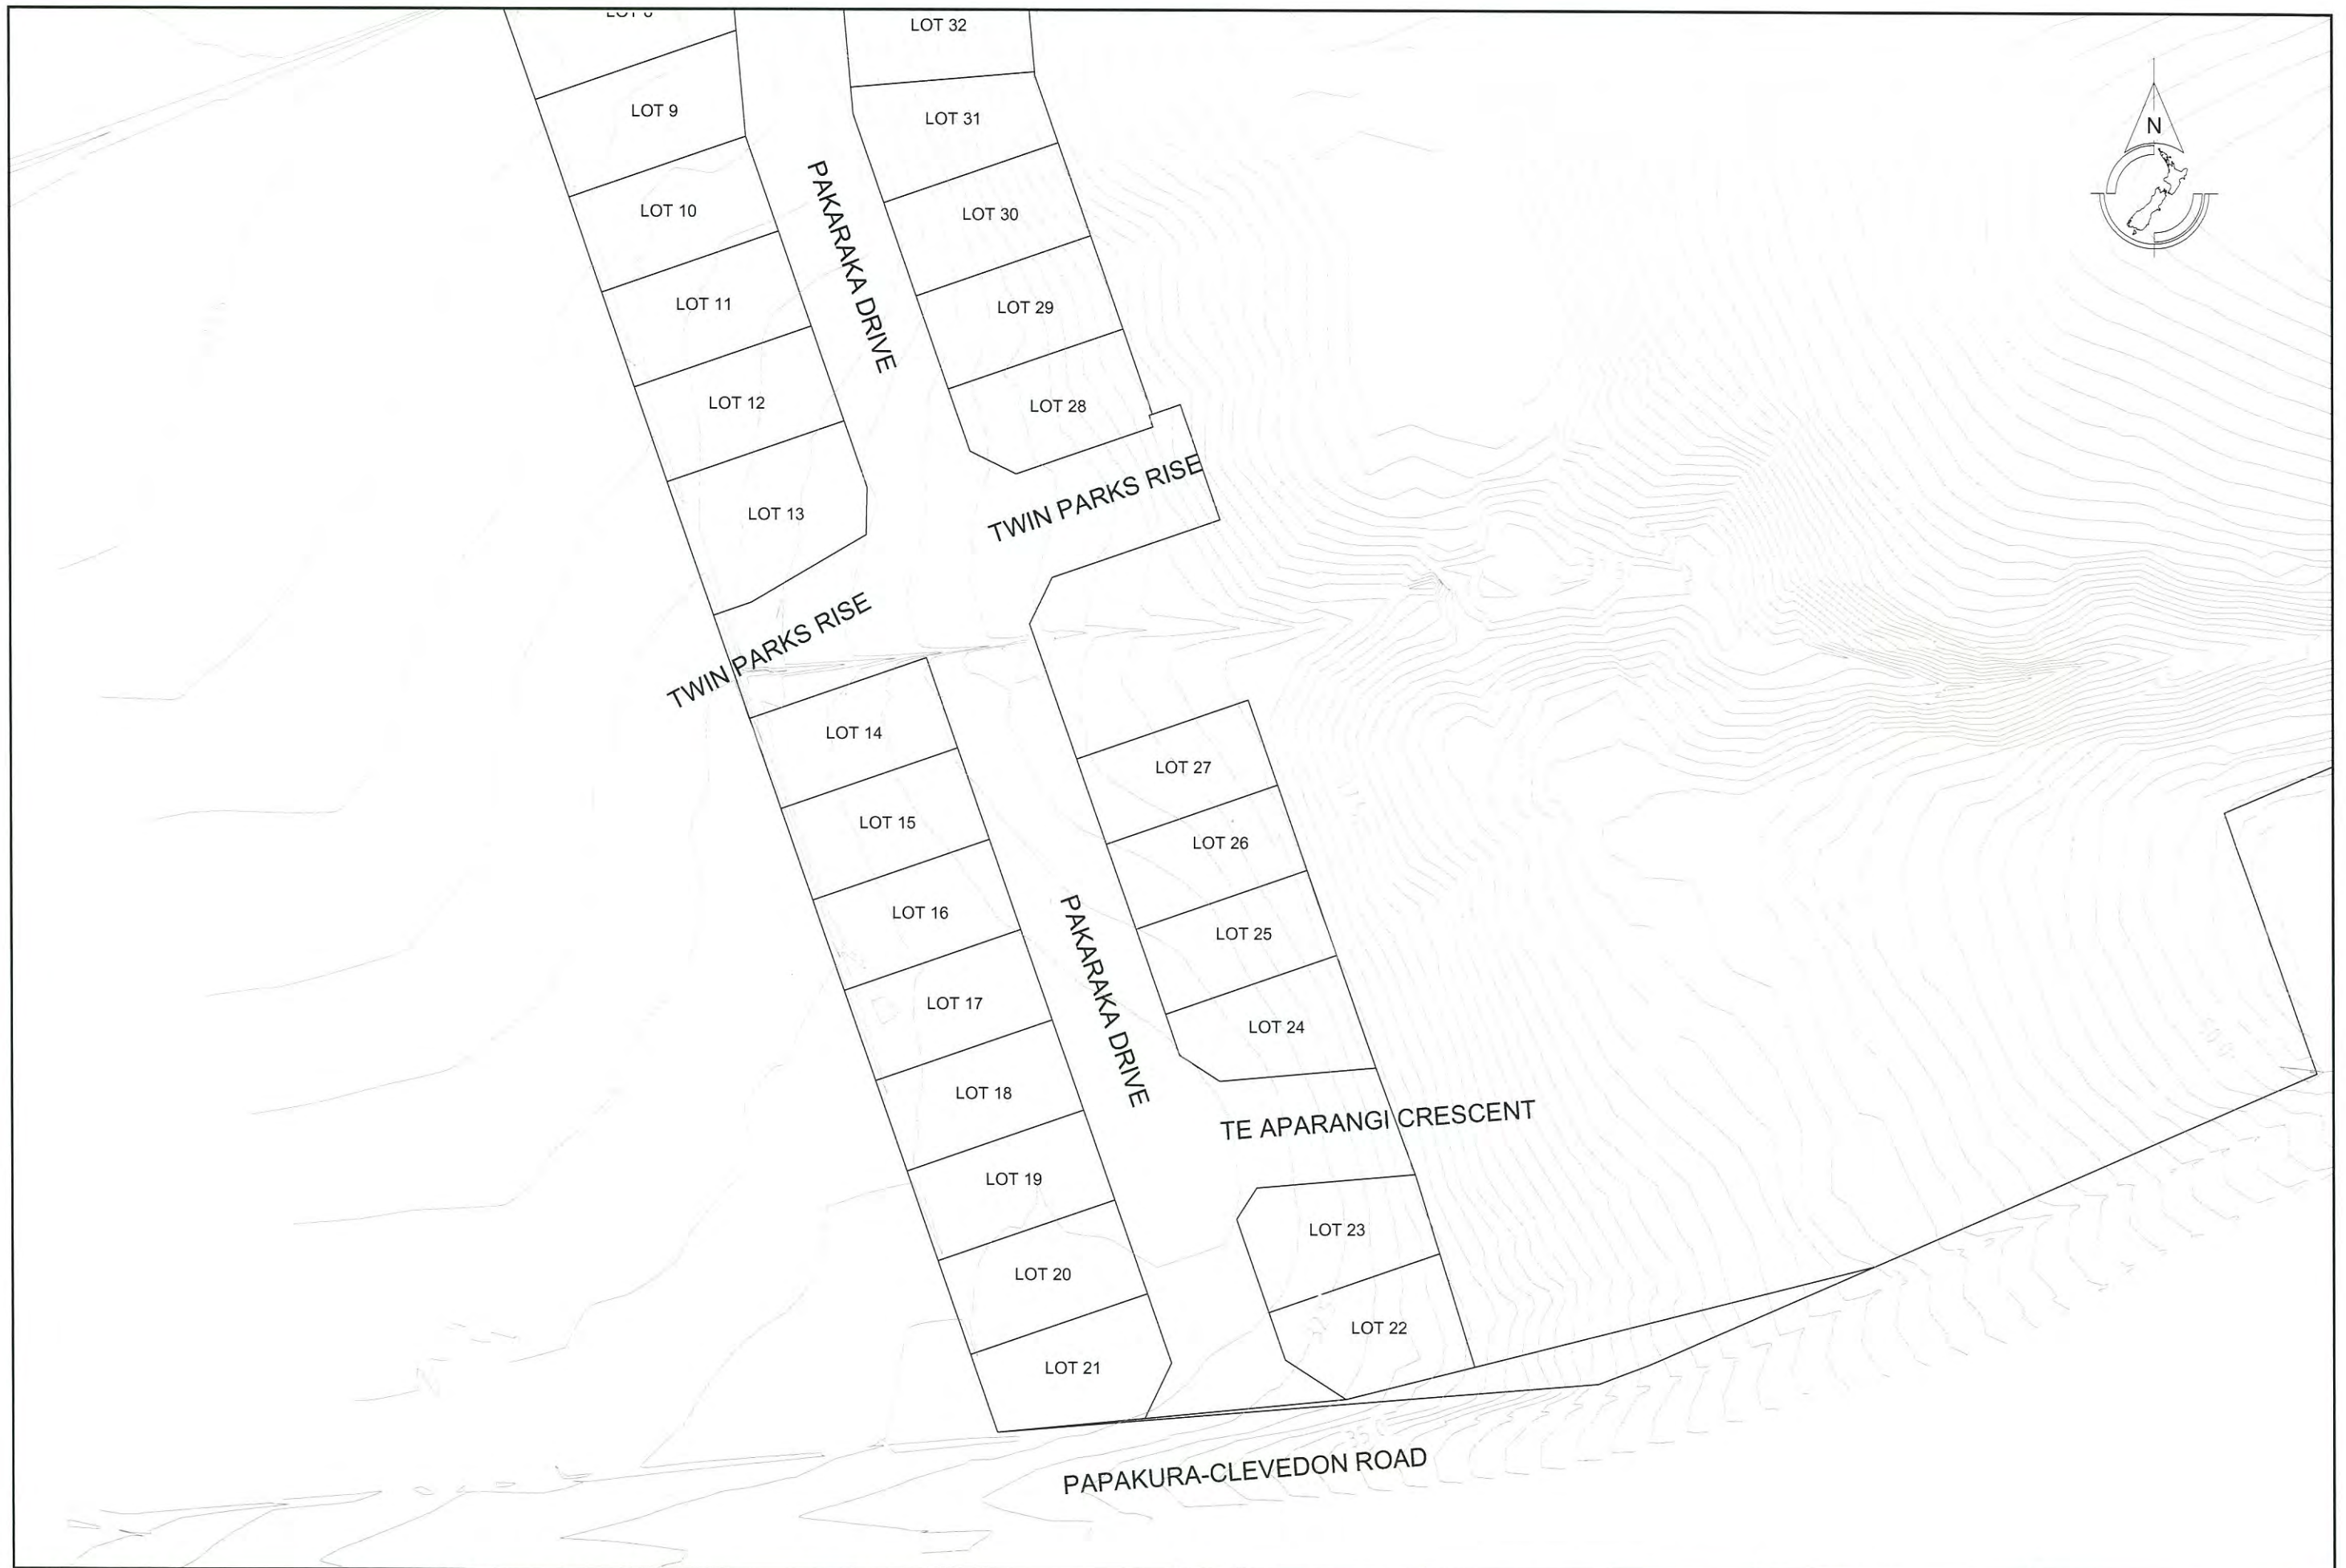 LOT 32
LOT 9
LOT 31
N
LOT 10
PAKARAKA DRIVE
LOT 30
LOT 11
LOT 29
LOT 12
LOT 28
LOT 13
TWIN PARKS RISE
TWIN PARKS RISE
LOT 14
LOT 27
LOT 15
LOT 26
LOT 16
LOT 25
LOT 17
PAKARAKA DRIVE
LOT 24
LOT 18
TE APARANGI CRESCENT
LOT 19
LOT 23
LOT 20
LOT 22
LOT 21
PAPAKURA-CLEVEDON ROAD